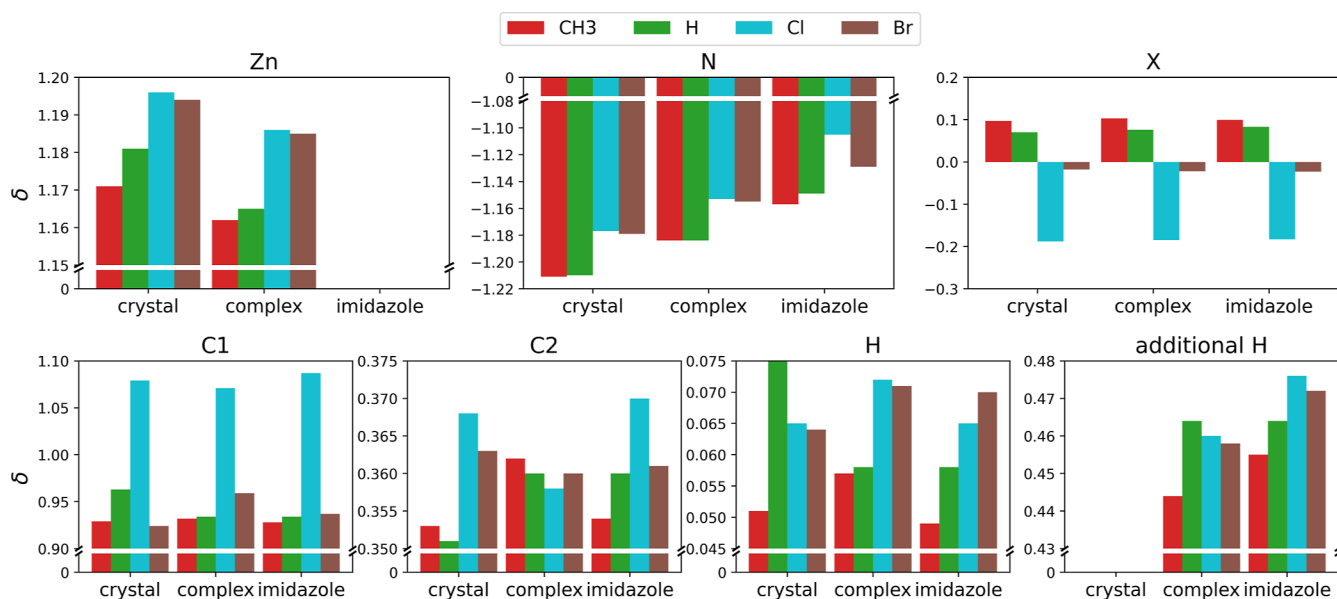 CH3 H Cl Br
Zn
δ
1.20
1.19
1.18
1.17
1.16
1.15
0
crystal complex imidazole
N
0
−1.08
−1.10
−1.12
−1.14
−1.16
−1.18
−1.20
−1.22
crystal complex imidazole
X
0.2
0.1
0.0
−0.1
−0.2
−0.3
crystal complex imidazole
C1
δ
1.10
1.05
1.00
0.95
0.90
0
crystal complex imidazole
C2
0.375
0.370
0.365
0.360
0.355
0.350
0
crystal complex imidazole
H
0.075
0.070
0.065
0.060
0.055
0.050
0.045
0
crystal complex imidazole
additional H
0.48
0.47
0.46
0.45
0.44
0.43
0
crystal complex imidazole